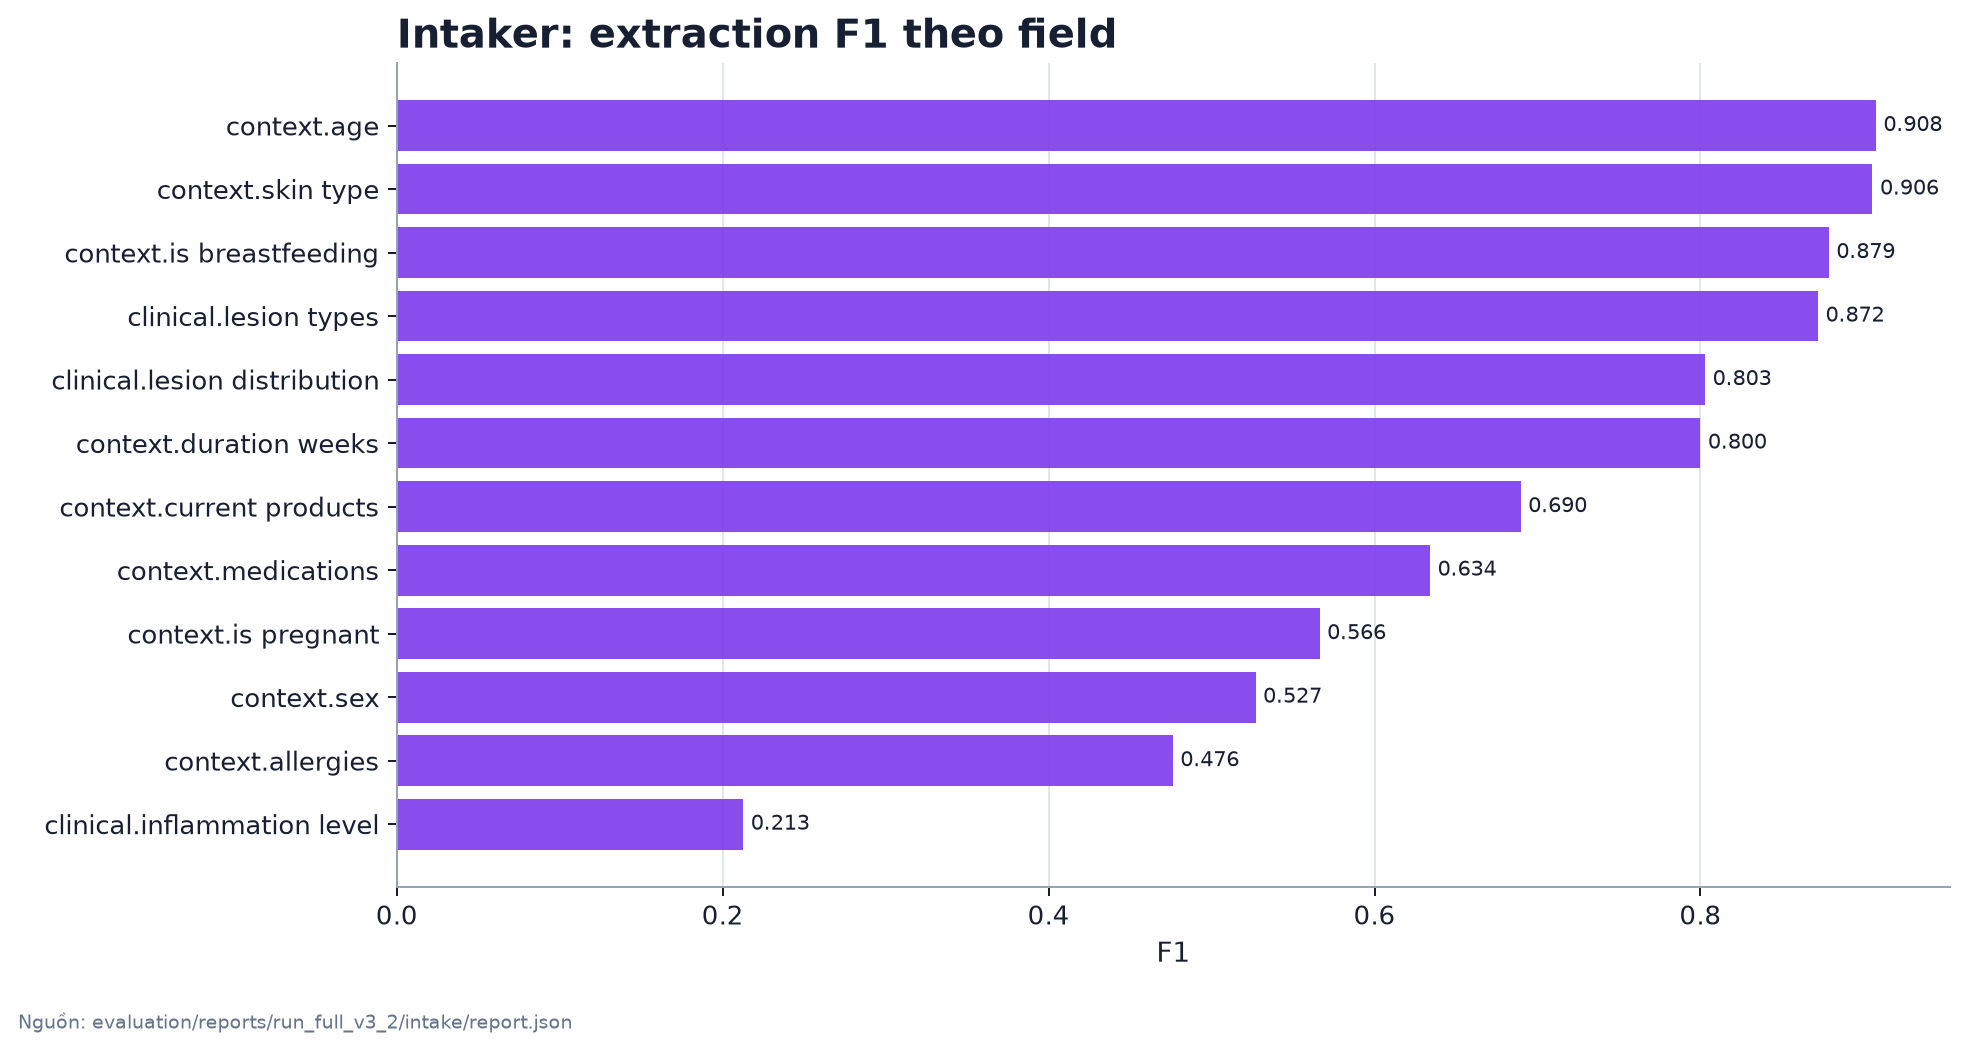 Intaker: extraction F1 theo field
context.age 0.908
context.skin type 0.906
context.is breastfeeding 0.879
clinical.lesion types 0.872
clinical.lesion distribution 0.803
context.duration weeks 0.800
context.current products 0.690
context.medications 0.634
context.is pregnant 0.566
context.sex 0.527
context.allergies 0.476
clinical.inflammation level 0.213
0.0 0.2 0.4 0.6 0.8
F1
Nguồn: evaluation/reports/run_full_v3_2/intake/report.json